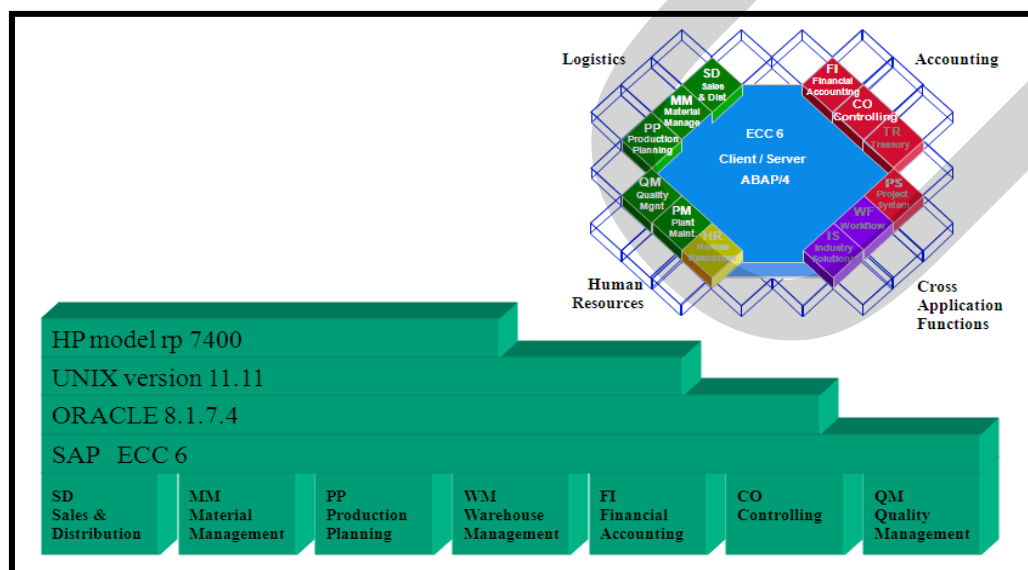 Logistics
Accounting
SD
Sales
& Dist
MM
Material
Manage
PP
Production
Planning
QM
Quality
Mgnt
PM
Plant
Maint.
HR
Human
Resources
FI
Financial
Accounting
CO
Controlling
TR
Treasury
PS
Project
System
WF
Workflow
IS
Industry
Solutions
ECC 6
Client / Server
ABAP/4
Human
Resources
Cross
Application
Functions
HP model rp 7400
UNIX version 11.11
ORACLE 8.1.7.4
SAP ECC 6
SD
Sales &
Distribution
MM
Material
Management
PP
Production
Planning
WM
Warehouse
Management
FI
Financial
Accounting
CO
Controlling
QM
Quality
Management